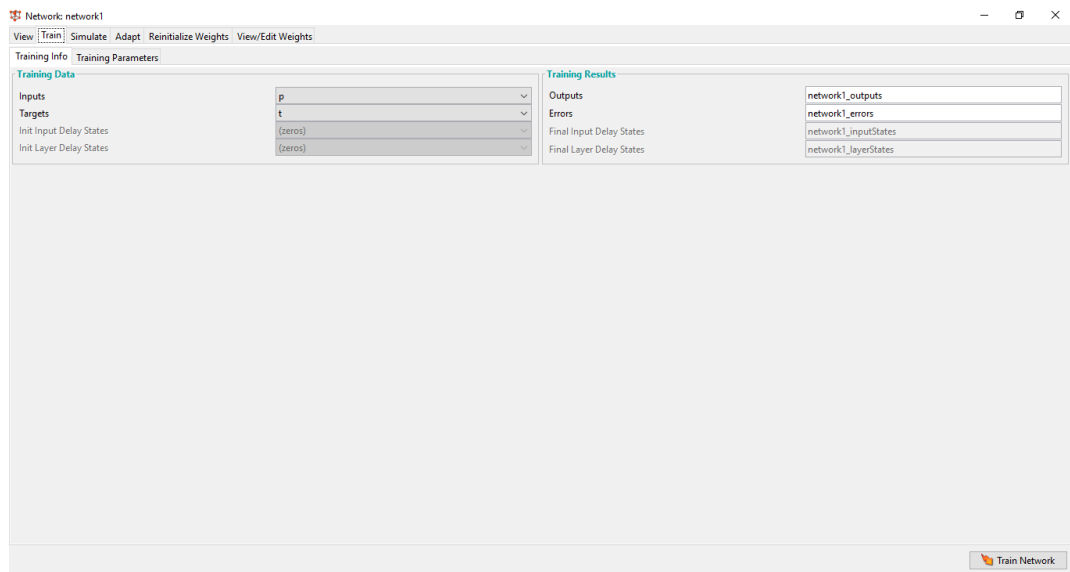 Network: network1
View Train Simulate Adapt Reinitialize Weights View/Edit Weights
Training Info Training Parameters
Training Data
Inputs p
Targets t
Init Input Delay States (zeros)
Init Layer Delay States (zeros)
Training Results
Outputs network1_outputs
Errors network1_errors
Final Input Delay States network1_inputStates
Final Layer Delay States network1_layerStates
Train Network